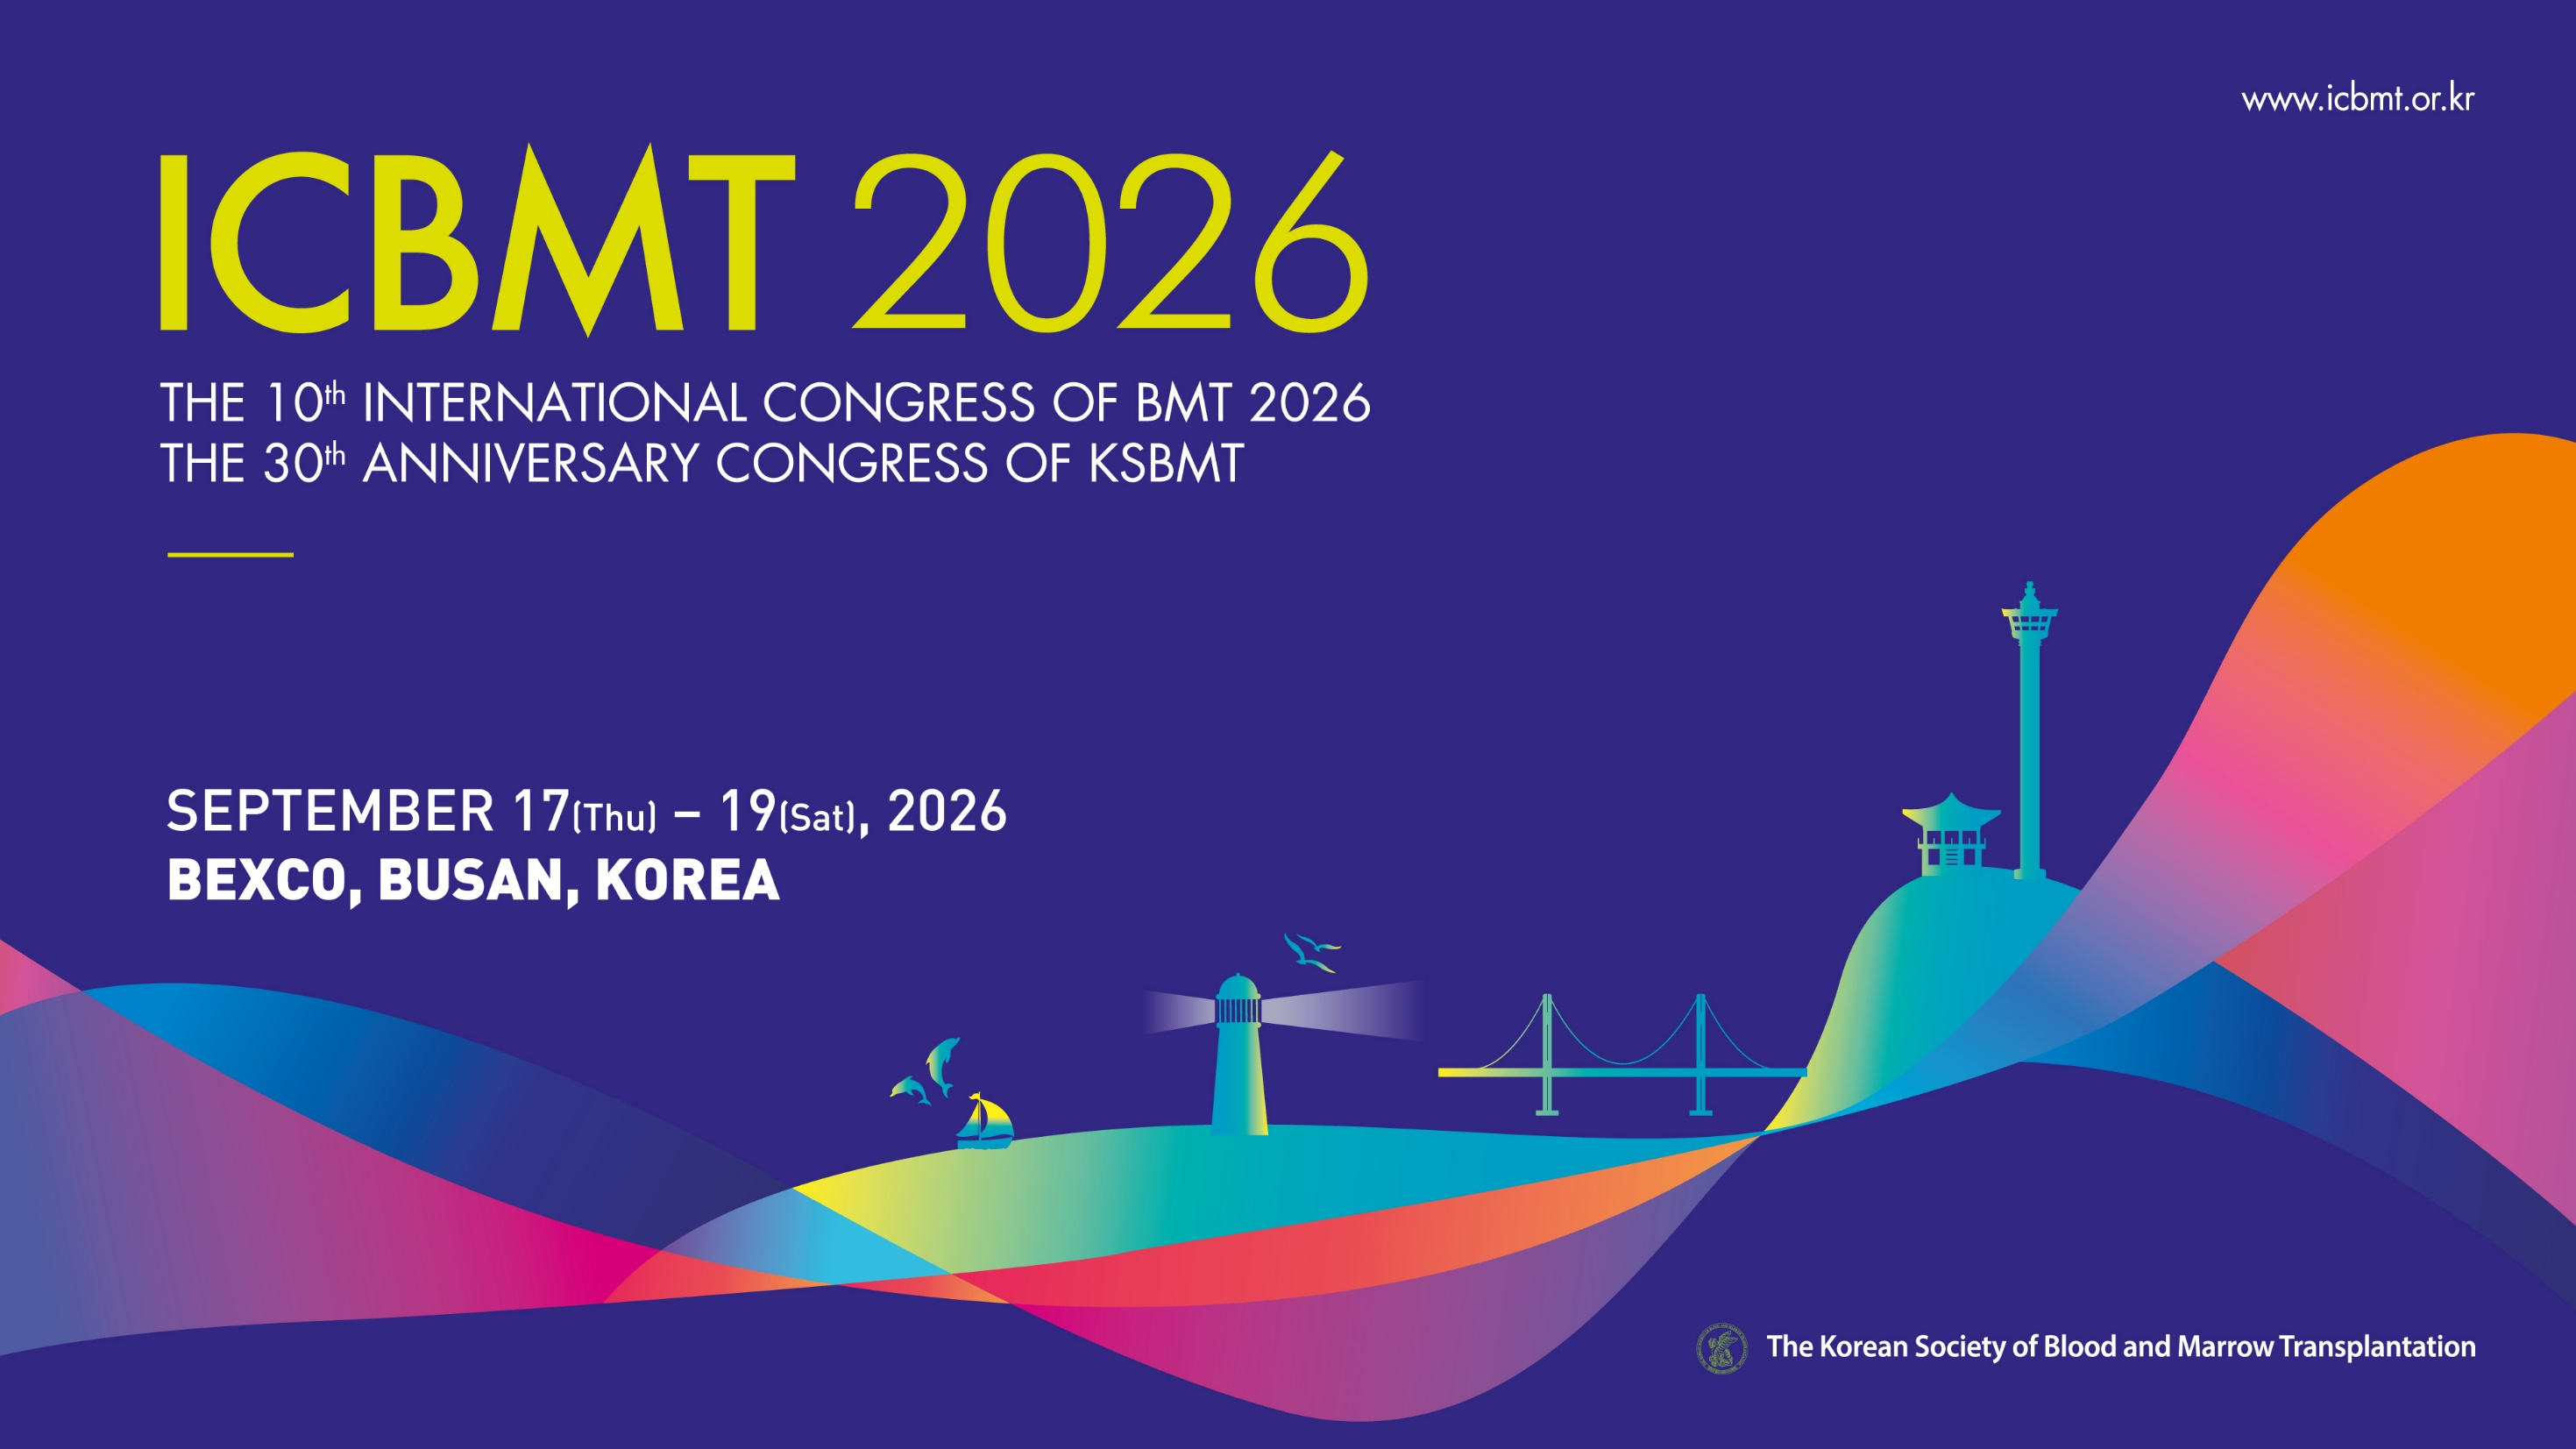 www.icbmt.or.kr
ICBMT 2026
THE 10th INTERNATIONAL CONGRESS OF BMT 2026
THE 30th ANNIVERSARY CONGRESS OF KSBMT
SEPTEMBER 17(Thu) – 19(Sat), 2026
BEXCO, BUSAN, KOREA
The Korean Society of Blood and Marrow Transplantation